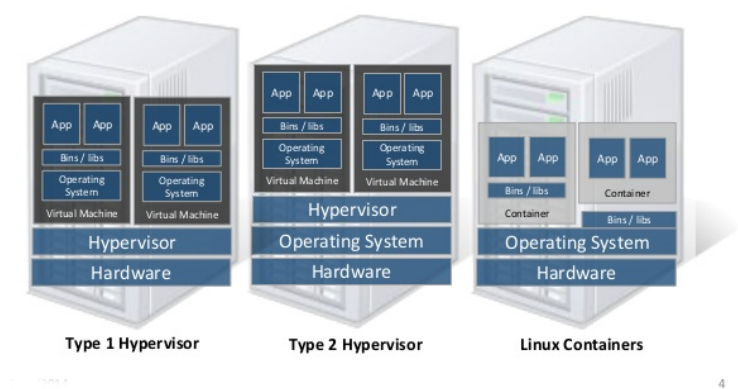 App App
Bins / libs
Operating
System
Virtual Machine
App App
Bins / libs
Operating
System
Virtual Machine
Hypervisor
Hardware
Type 1 Hypervisor
App App
Bins / libs
Operating
System
Virtual Machine
App App
Bins / libs
Operating
System
Virtual Machine
Hypervisor
Operating System
Hardware
Type 2 Hypervisor
App App
Bins / libs
Container
App App
Container
Bins / libs
Operating System
Hardware
Linux Containers
4